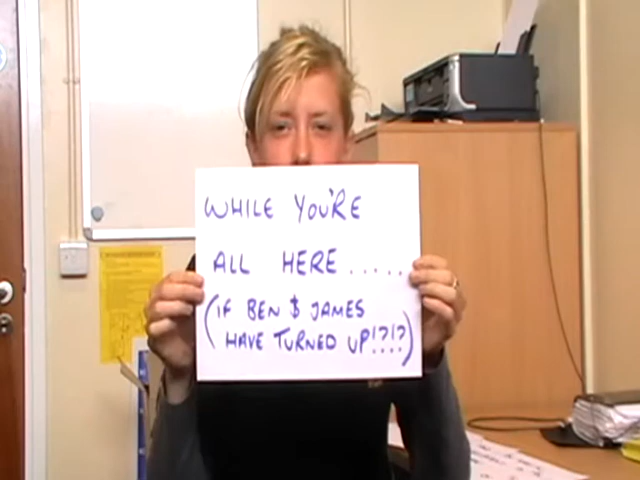 WHILE YOU'RE
ALL HERE.....
(IF BEN $ JAMES
HAVE TURNED UP!?!?)